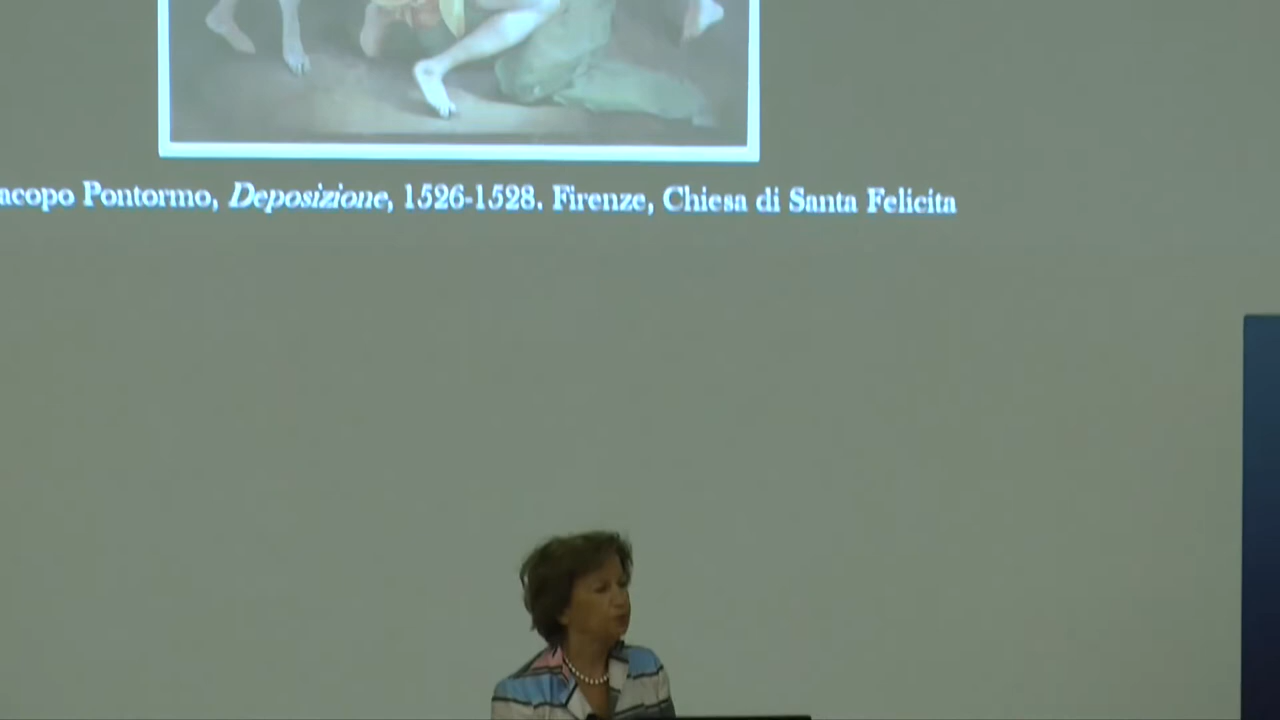 acopo Pontormo, Deposizione, 1526-1528. Firenze, Chiesa di Santa Felicita